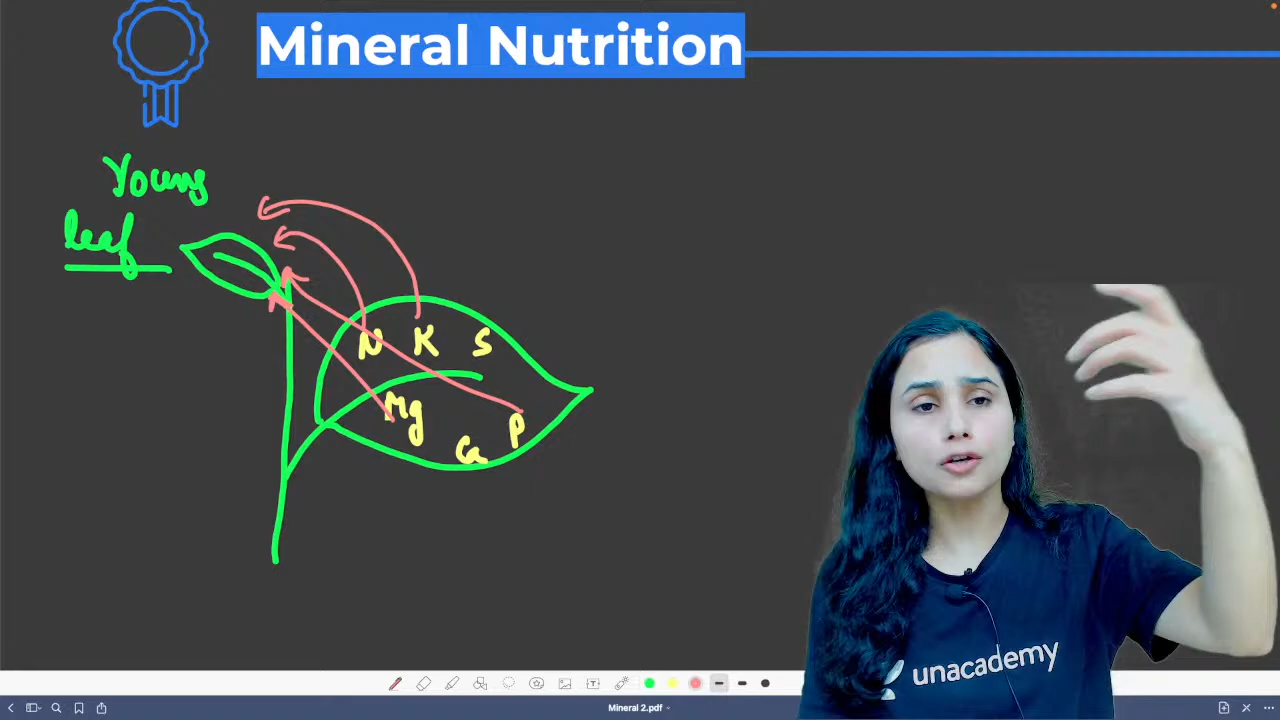 Mineral Nutrition
Young
leaf
N K S
Mg
Ca P
unacademy
Mineral 2.pdf